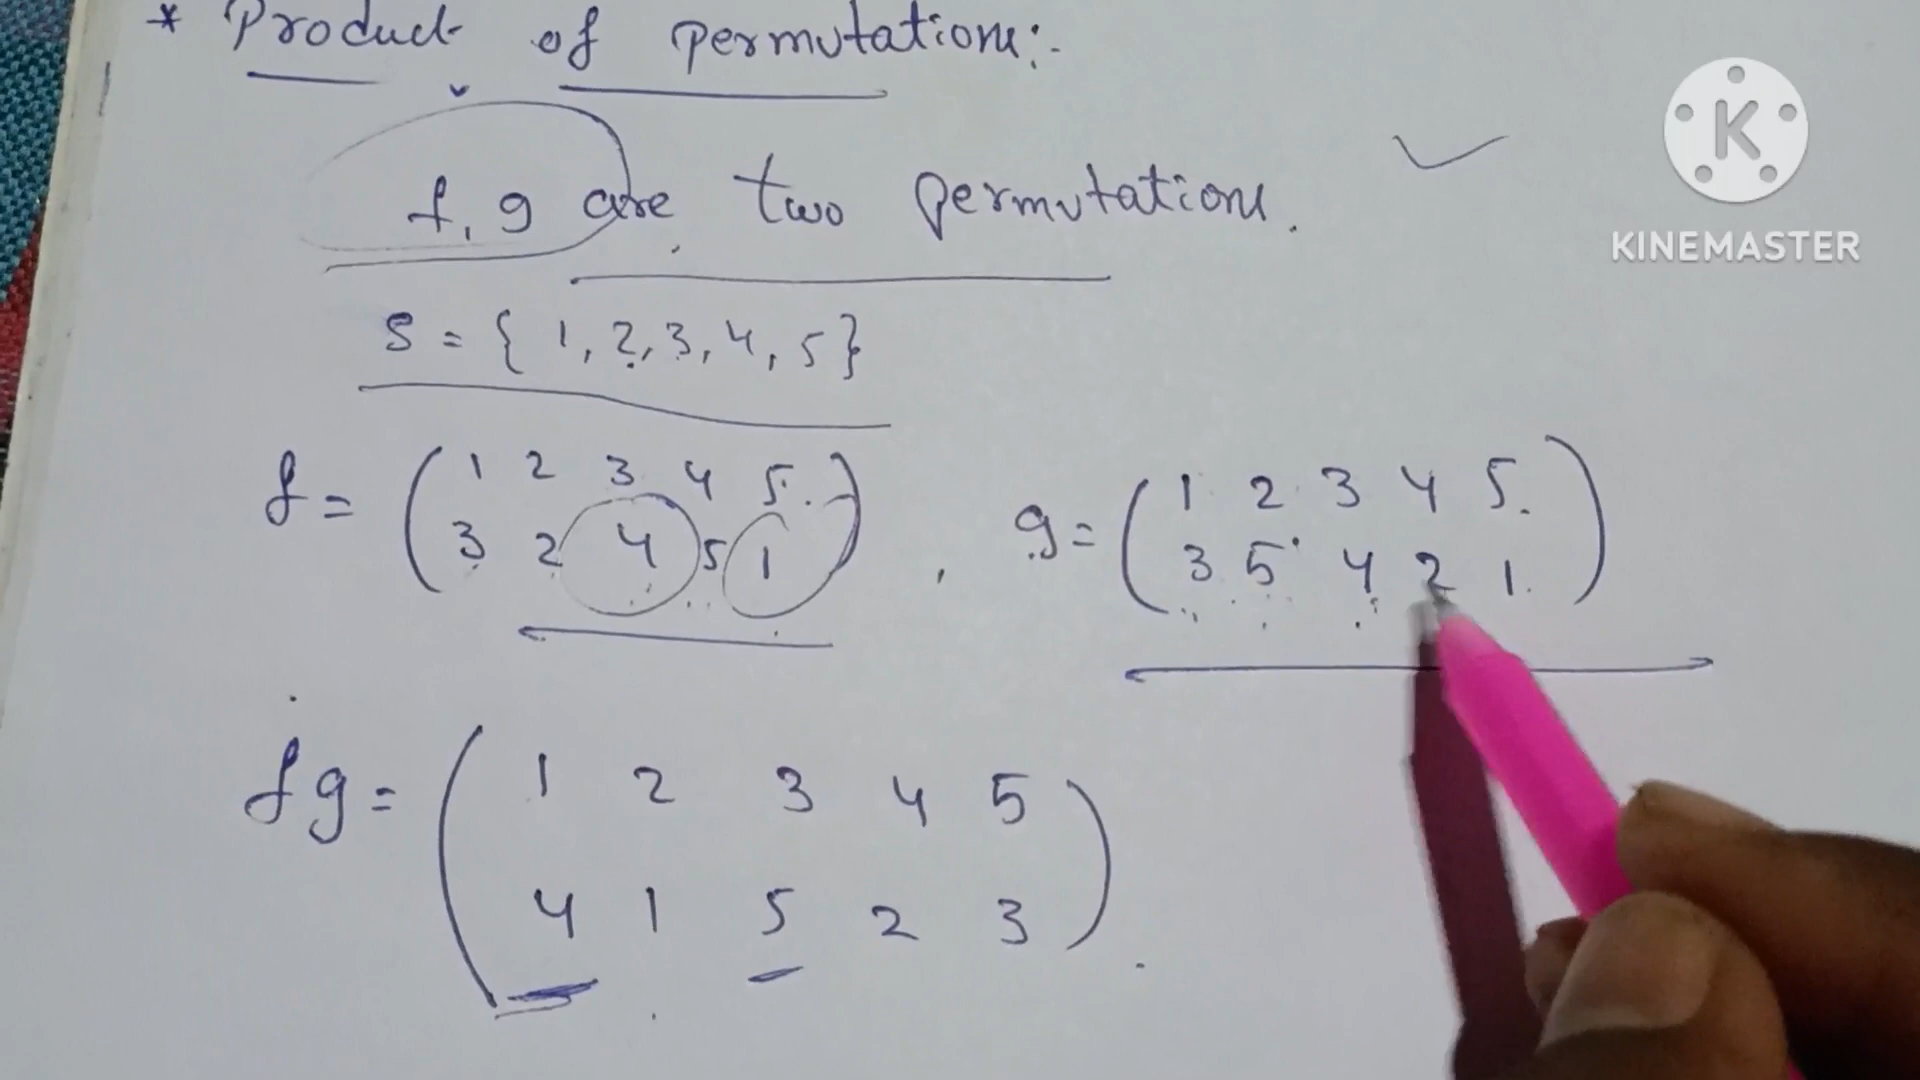 * Product of permutations:-
K
KINEMASTER
f, g are two permutations.
S = { 1, 2, 3, 4, 5}
f = ( 1 2 3 4 5 ) , g = ( 1 2 3 4 5 )
3 2 4 5 1 3 5 4 2 1
fg = ( 1 2 3 4 5 )
4 1 5 2 3